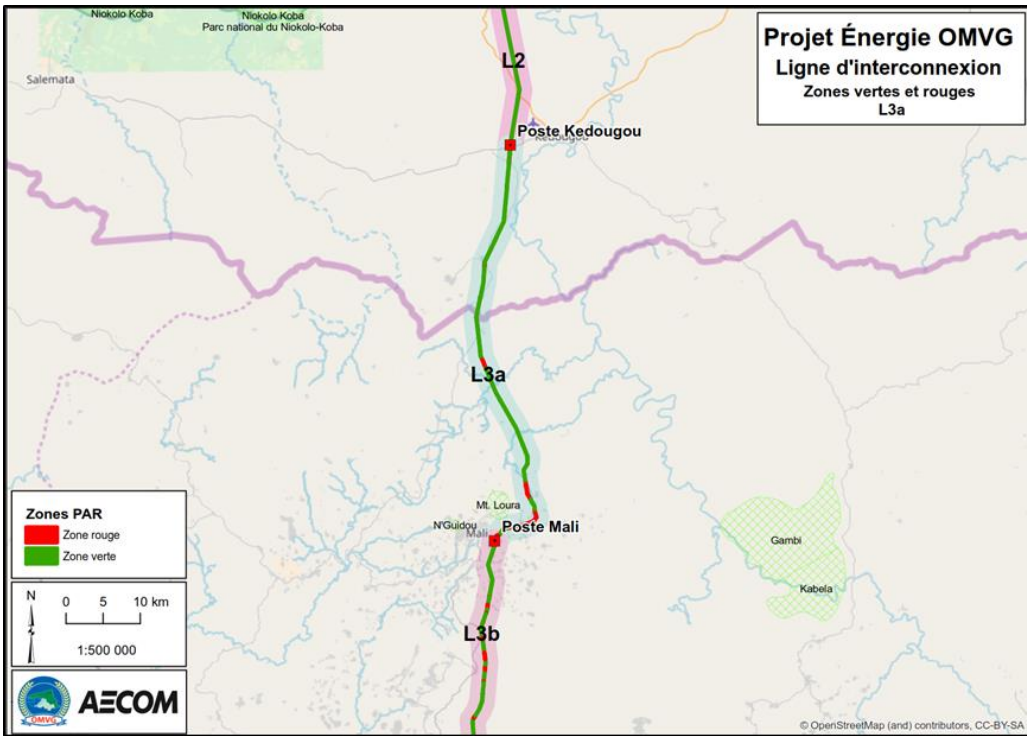 Niokolo Koba
Niokolo Koba
Parc national du Niokolo-Koba
Salemata
Projet Énergie OMVG
Ligne d'interconnexion
Zones vertes et rouges
L3a
L2
Poste Kedougou
Kedougou
L3a
Mt. Loura
N'Guidou
Mali
Poste Mali
Gambi
Kabela
L3b
Zones PAR
Zone rouge
Zone verte
N
0 5 10 km
1:500 000
OMVG
AECOM
© OpenStreetMap (and) contributors, CC-BY-SA